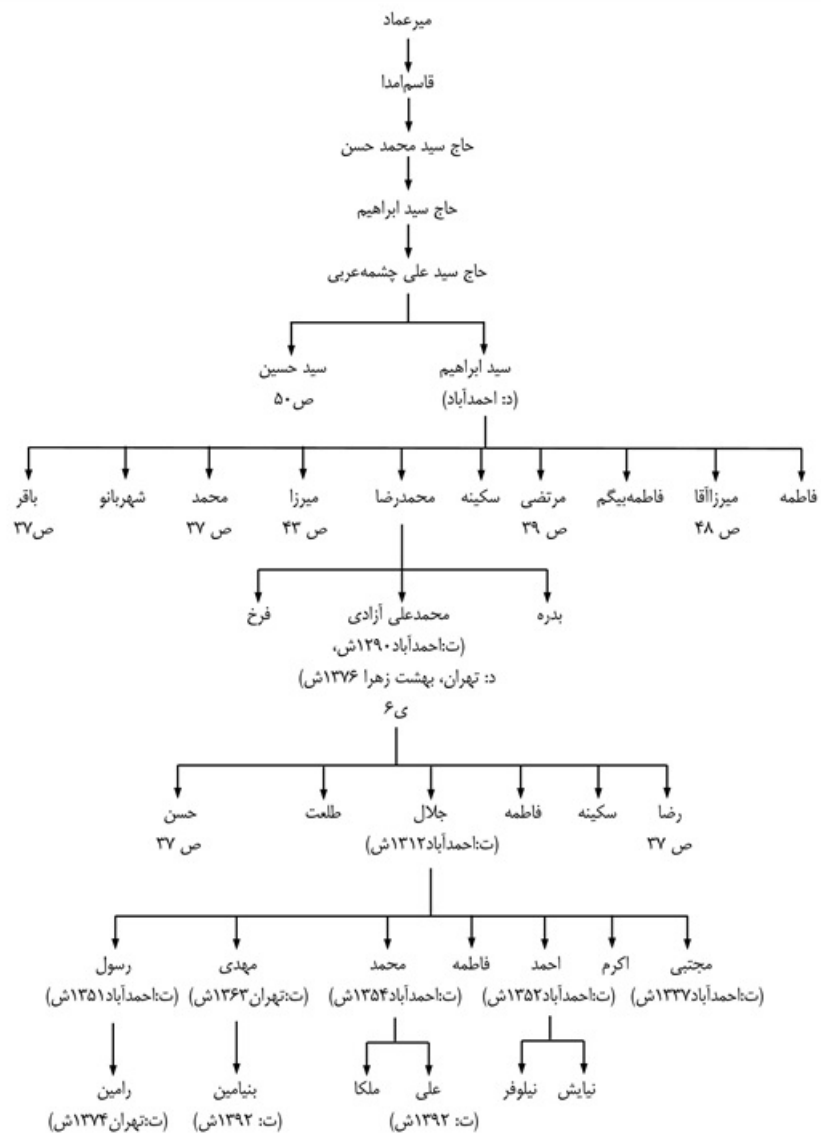 میرعماد
قاسم‌امدا
حاج سید محمد حسن
حاج سید ابراهیم
حاج سید علی چشمه‌عربی
سید ابراهیم
(د: احمدآباد)
سید حسین
ص۵۰
فاطمه
میرزاآقا
ص ۴۸
فاطمه‌بیگم
مرتضی
ص ۳۹
سکینه
محمدرضا
میرزا
ص ۴۳
محمد
ص ۳۷
شهربانو
باقر
ص۳۷
بدره
محمدعلی آزادی
(ت:احمدآباد۱۲۹۰ش،
د: تهران، بهشت زهرا ۱۳۷۶ش)
ی۶
فرخ
رضا
ص ۳۷
سکینه
فاطمه
جلال
(ت:احمدآباد۱۳۱۲ش)
طلعت
حسن
ص ۳۷
مجتبی
(ت:احمدآباد۱۳۳۷ش)
اکرم
احمد
(ت:احمدآباد۱۳۵۲ش)
فاطمه
محمد
(ت:احمدآباد۱۳۵۴ش)
مهدی
(ت:تهران۱۳۶۳ش)
رسول
(ت:احمدآباد۱۳۵۱ش)
نیایش
نیلوفر
علی
(ت: ۱۳۹۲ش)
ملکا
بنیامین
(ت: ۱۳۹۲ش)
رامین
(ت:تهران۱۳۷۴ش)